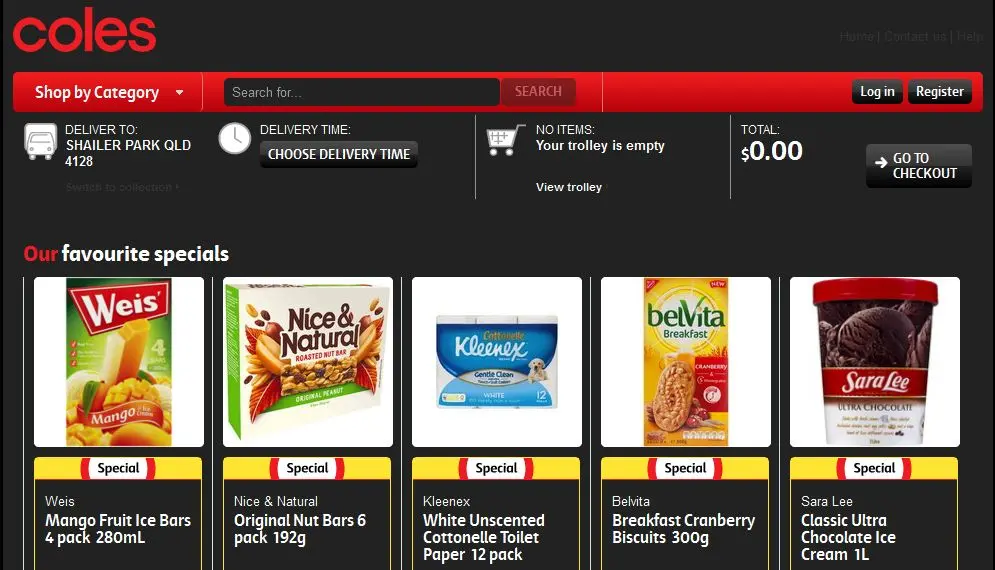 coles
Home | Contact us | Help
Shop by Category
Search for...
SEARCH
Log in
Register
DELIVER TO:
SHAILER PARK QLD
4128
Switch to collection
DELIVERY TIME:
CHOOSE DELIVERY TIME
NO ITEMS:
Your trolley is empty
View trolley
TOTAL:
$0.00
GO TO
CHECKOUT
Our favourite specials
Weis
4
BARS
Mango & Ice
Cream
Nice &
Natural
ROASTED NUT BAR
ORIGINAL PEANUT
Cottonelle
Kleenex
Gentle Clean
WHITE
12
NEW
belVita
Breakfast
CRANBERRY
Sara Lee
ULTRA CHOCOLATE
Special
Special
Special
Special
Special
Weis
Mango Fruit Ice Bars
4 pack 280mL
Nice & Natural
Original Nut Bars 6
pack 192g
Kleenex
White Unscented
Cottonelle Toilet
Paper 12 pack
Belvita
Breakfast Cranberry
Biscuits 300g
Sara Lee
Classic Ultra
Chocolate Ice
Cream 1L